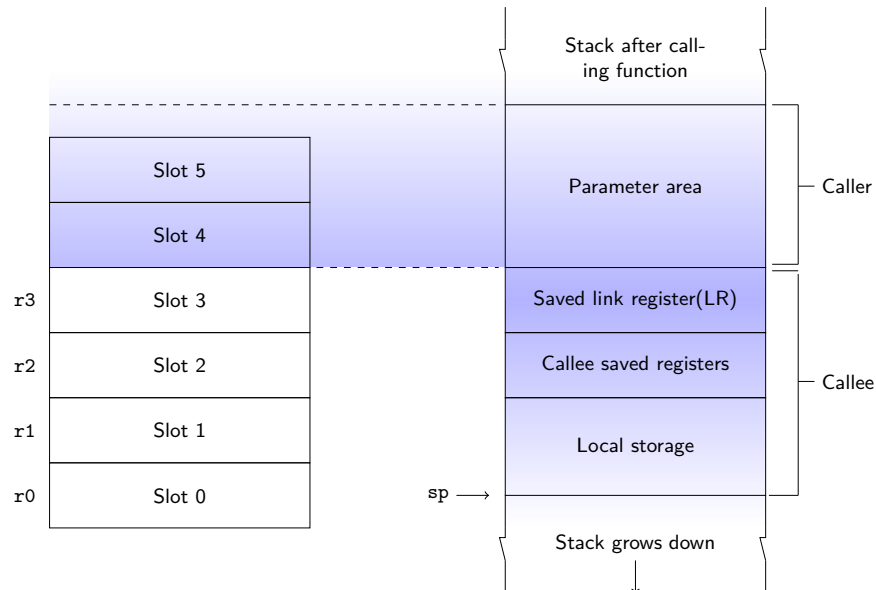 Stack after call-
ing function
Slot 5
Parameter area
Caller
Slot 4
r3
Slot 3
Saved link register(LR)
r2
Slot 2
Callee saved registers
Callee
r1
Slot 1
Local storage
r0
Slot 0
sp
Stack grows down